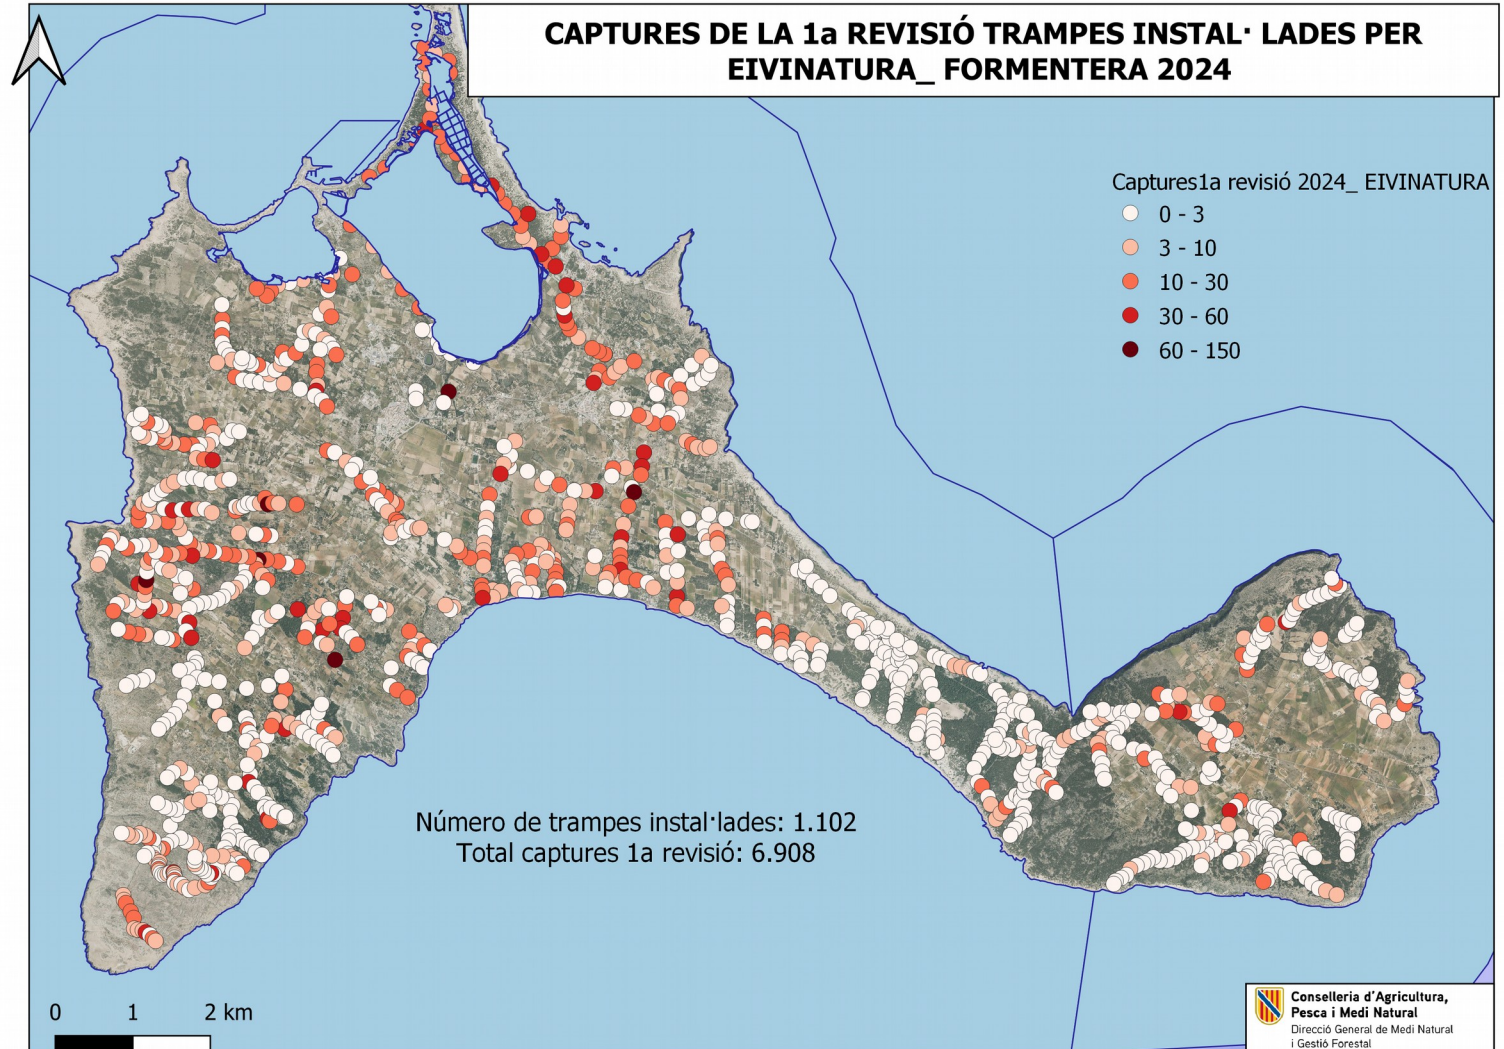 CAPTURES DE LA 1a REVISIÓ TRAMPES INSTAL· LADES PER
EIVINATURA_ FORMENTERA 2024
Captures1a revisió 2024_ EIVINATURA
0 - 3
3 - 10
10 - 30
30 - 60
60 - 150
Número de trampes instal·lades: 1.102
Total captures 1a revisió: 6.908
0 1 2 km
Conselleria d'Agricultura,
Pesca i Medi Natural
Direcció General de Medi Natural
i Gestió Forestal